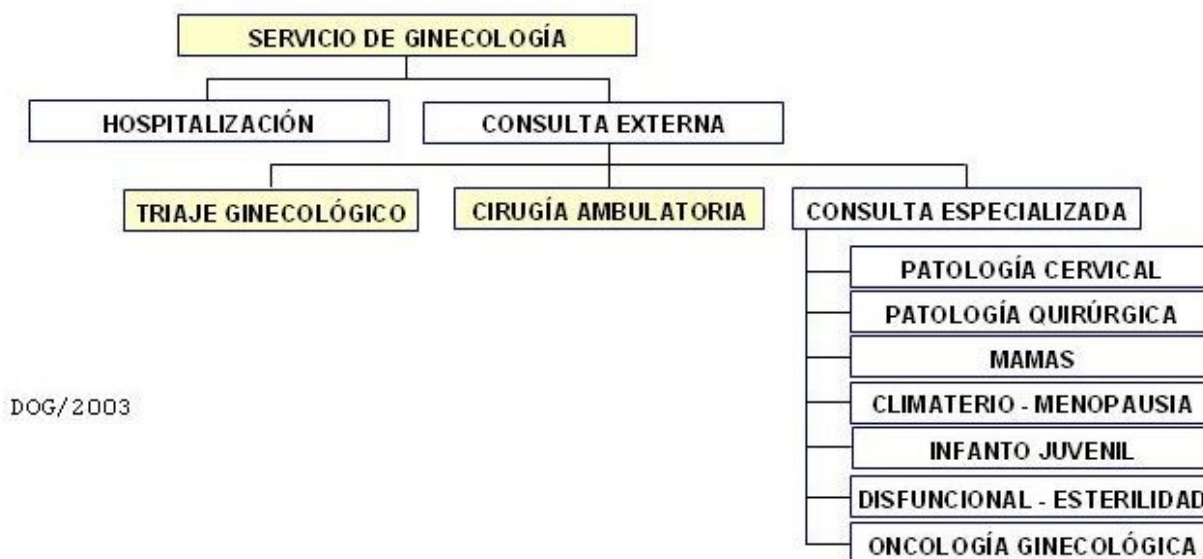 SERVICIO DE GINECOLOGÍA
HOSPITALIZACIÓN
CONSULTA EXTERNA
TRIAJE GINECOLÓGICO
CIRUGÍA AMBULATORIA
CONSULTA ESPECIALIZADA
PATOLOGÍA CERVICAL
PATOLOGÍA QUIRÚRGICA
MAMAS
CLIMATERIO - MENOPAUSIA
INFANTO JUVENIL
DISFUNCIONAL - ESTERILIDAD
ONCOLOGÍA GINECOLÓGICA
DOG/2003